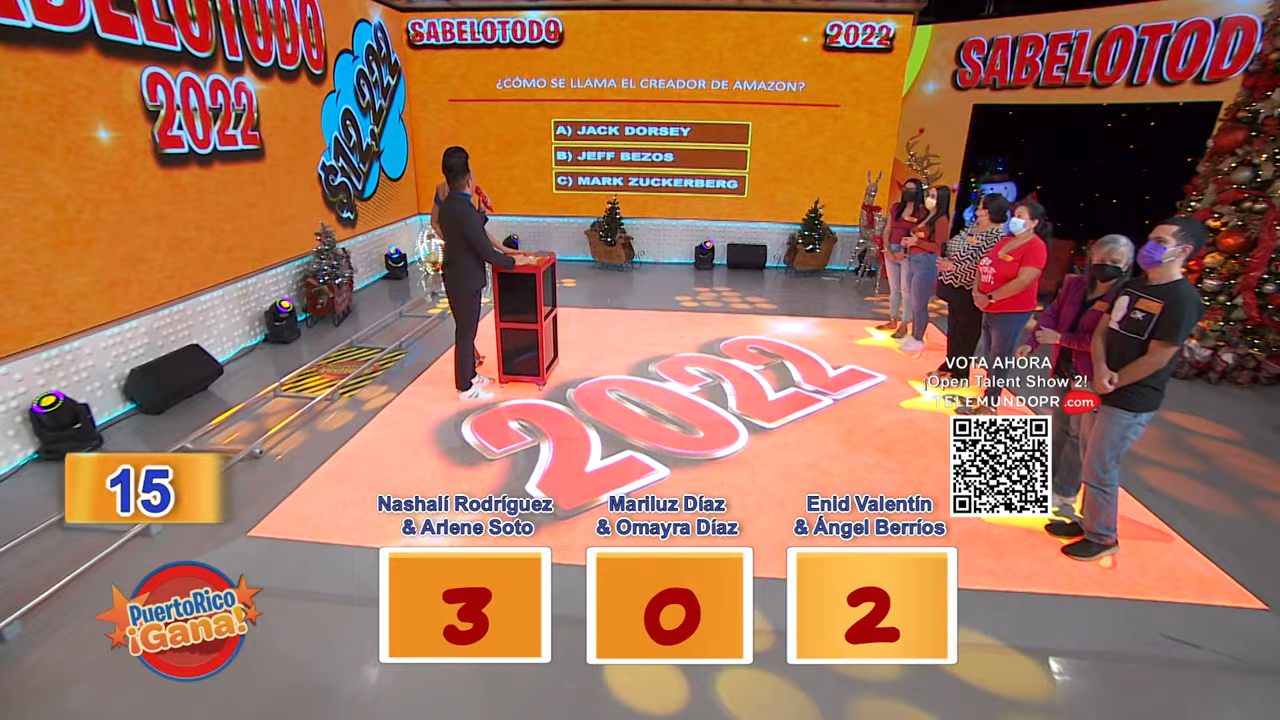 SABELOTODO
2022
$12,222
SABELOTODO
2022
¿CÓMO SE LLAMA EL CREADOR DE AMAZON?
A) JACK DORSEY
B) JEFF BEZOS
C) MARK ZUCKERBERG
SABELOTOD
2022
VOTA AHORA
¡Open Talent Show 2!
TELEMUNDOPR.com
15
Nashalí Rodríguez
& Arlene Soto
Mariluz Díaz
& Omayra Díaz
Enid Valentín
& Ángel Berríos
3
0
2
PuertoRico
¡Gana!